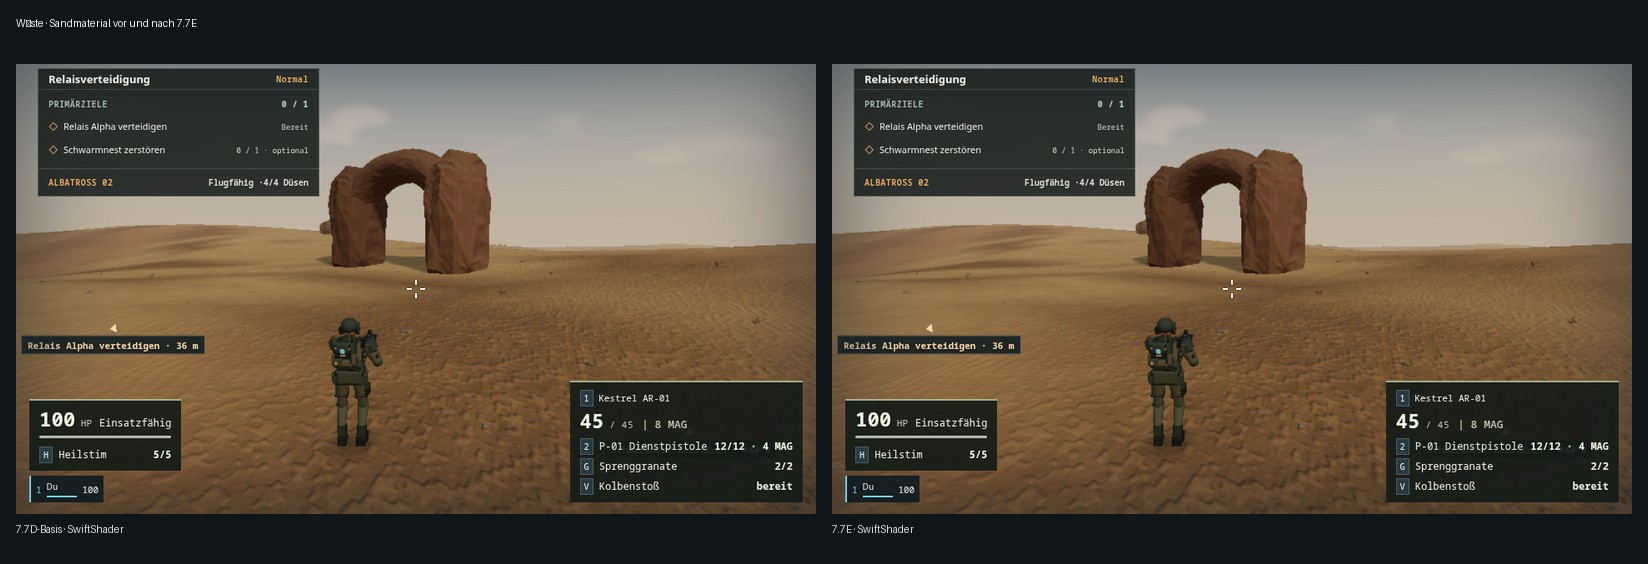 Wüste · Sandmaterial vor und nach 7.7E
Relaisverteidigung Normal
PRIMÄRZIELE 0 / 1
Relais Alpha verteidigen Bereit
Schwarmnest zerstören 0 / 1 · optional
ALBATROSS 02 Flugfähig ·4/4 Düsen
Relais Alpha verteidigen · 36 m
100 HP Einsatzfähig
H Heilstim 5/5
1 Du 100
1 Kestrel AR-01
45 / 45 | 8 MAG
2 P-01 Dienstpistole 12/12 · 4 MAG
G Sprenggranate 2/2
V Kolbenstoß bereit
7.7D-Basis · SwiftShader
Relaisverteidigung Normal
PRIMÄRZIELE 0 / 1
Relais Alpha verteidigen Bereit
Schwarmnest zerstören 0 / 1 · optional
ALBATROSS 02 Flugfähig ·4/4 Düsen
Relais Alpha verteidigen · 36 m
100 HP Einsatzfähig
H Heilstim 5/5
1 Du 100
1 Kestrel AR-01
45 / 45 | 8 MAG
2 P-01 Dienstpistole 12/12 · 4 MAG
G Sprenggranate 2/2
V Kolbenstoß bereit
7.7E · SwiftShader